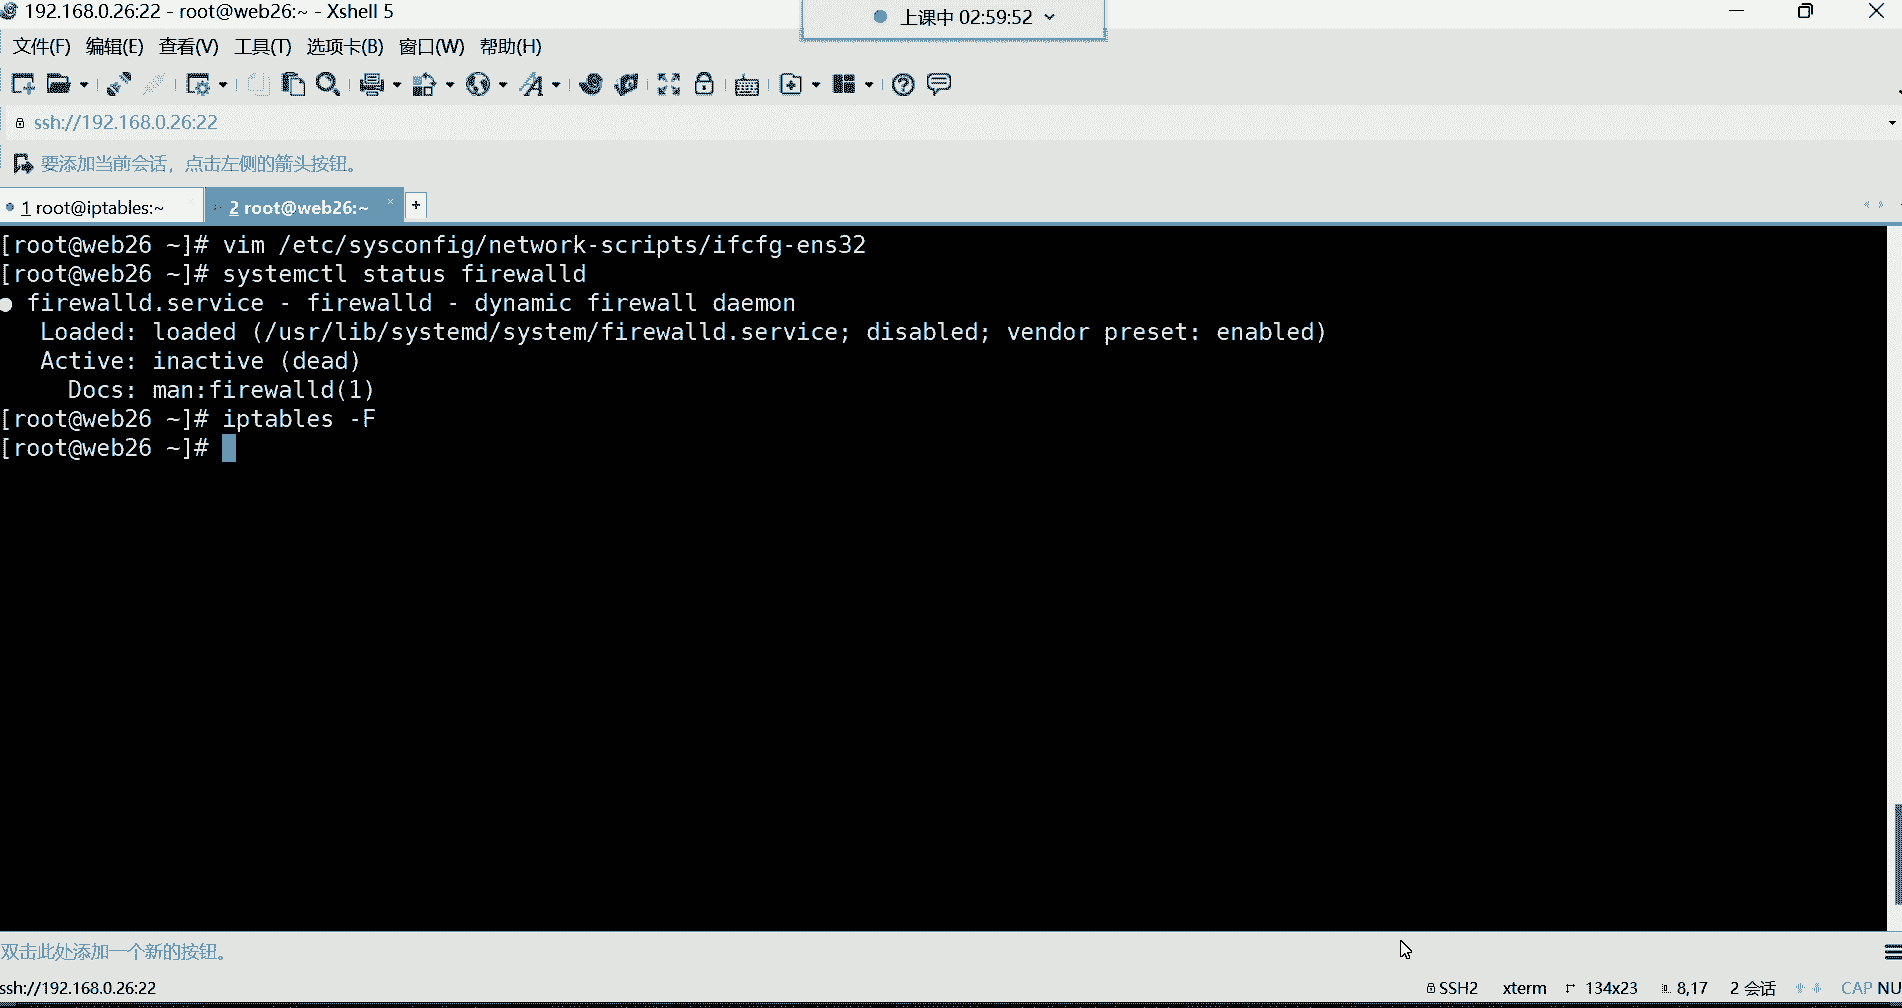 192.168.0.26:22 - root@web26:~ - Xshell 5
上课中 02:59:52
文件(F) 编辑(E) 查看(V) 工具(T) 选项卡(B) 窗口(W) 帮助(H)
ssh://192.168.0.26:22
要添加当前会话，点击左侧的箭头按钮。
1 root@iptables:~ 2 root@web26:~ +
[root@web26 ~]# vim /etc/sysconfig/network-scripts/ifcfg-ens32
[root@web26 ~]# systemctl status firewalld
● firewalld.service - firewalld - dynamic firewall daemon
Loaded: loaded (/usr/lib/systemd/system/firewalld.service; disabled; vendor preset: enabled)
Active: inactive (dead)
Docs: man:firewalld(1)
[root@web26 ~]# iptables -F
[root@web26 ~]#
双击此处添加一个新的按钮。
ssh://192.168.0.26:22 SSH2 xterm 134x23 8,17 2 会话 CAP NU